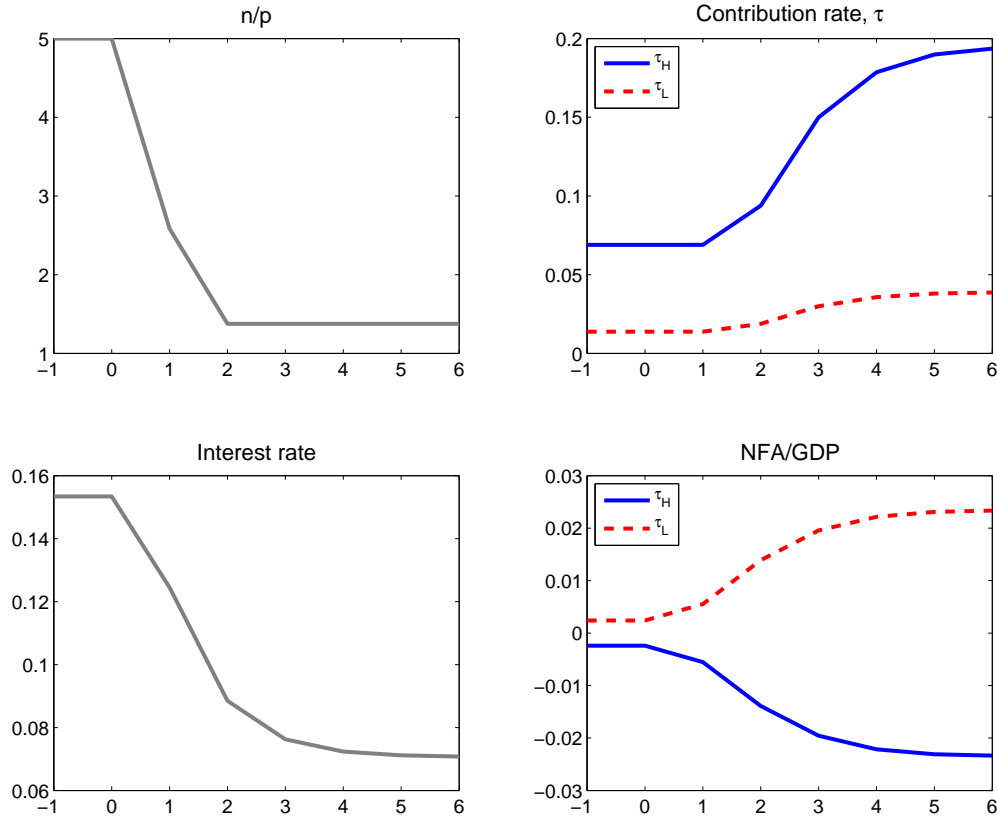 n/p
5
4
3
2
1
−1 0 1 2 3 4 5 6
Contribution rate, τ
τH
τL
0.2
0.15
0.1
0.05
0
−1 0 1 2 3 4 5 6
Interest rate
0.16
0.14
0.12
0.1
0.08
0.06
−1 0 1 2 3 4 5 6
NFA/GDP
τH
τL
0.03
0.02
0.01
0
−0.01
−0.02
−0.03
−1 0 1 2 3 4 5 6